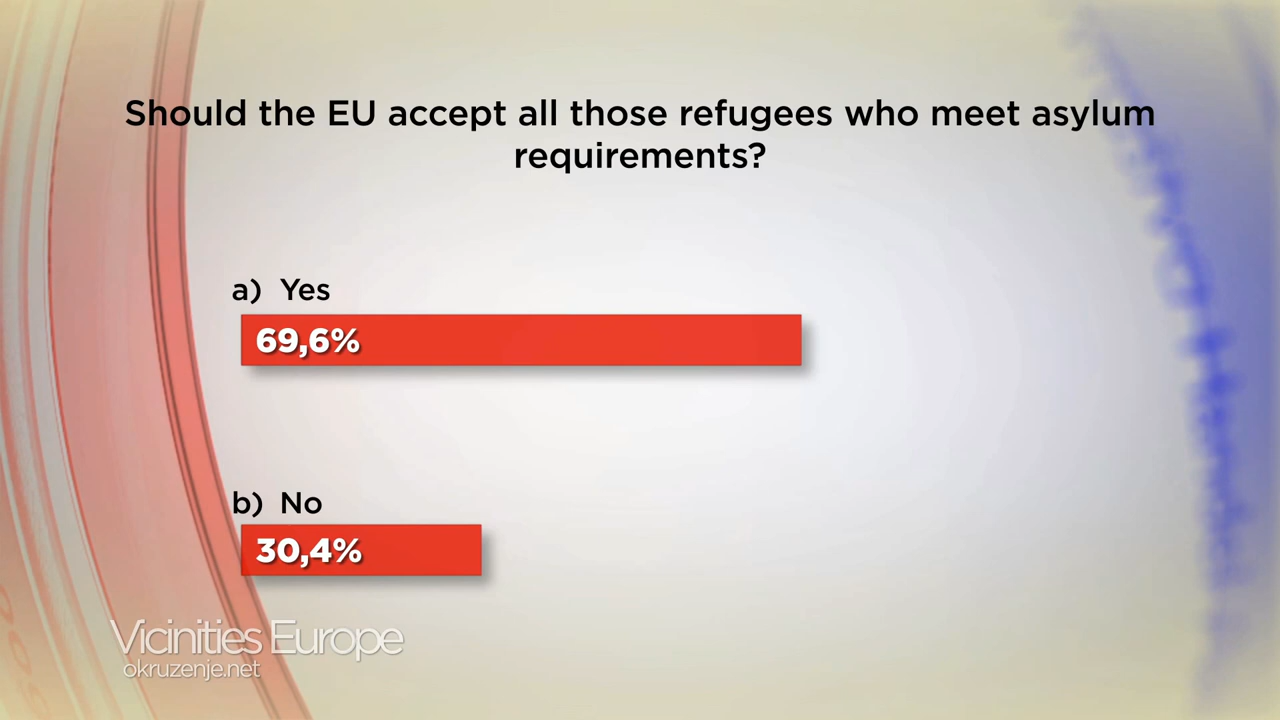 Should the EU accept all those refugees who meet asylum
requirements?
a) Yes
69,6%
b) No
30,4%
Vicinities Europe
okruzenje.net